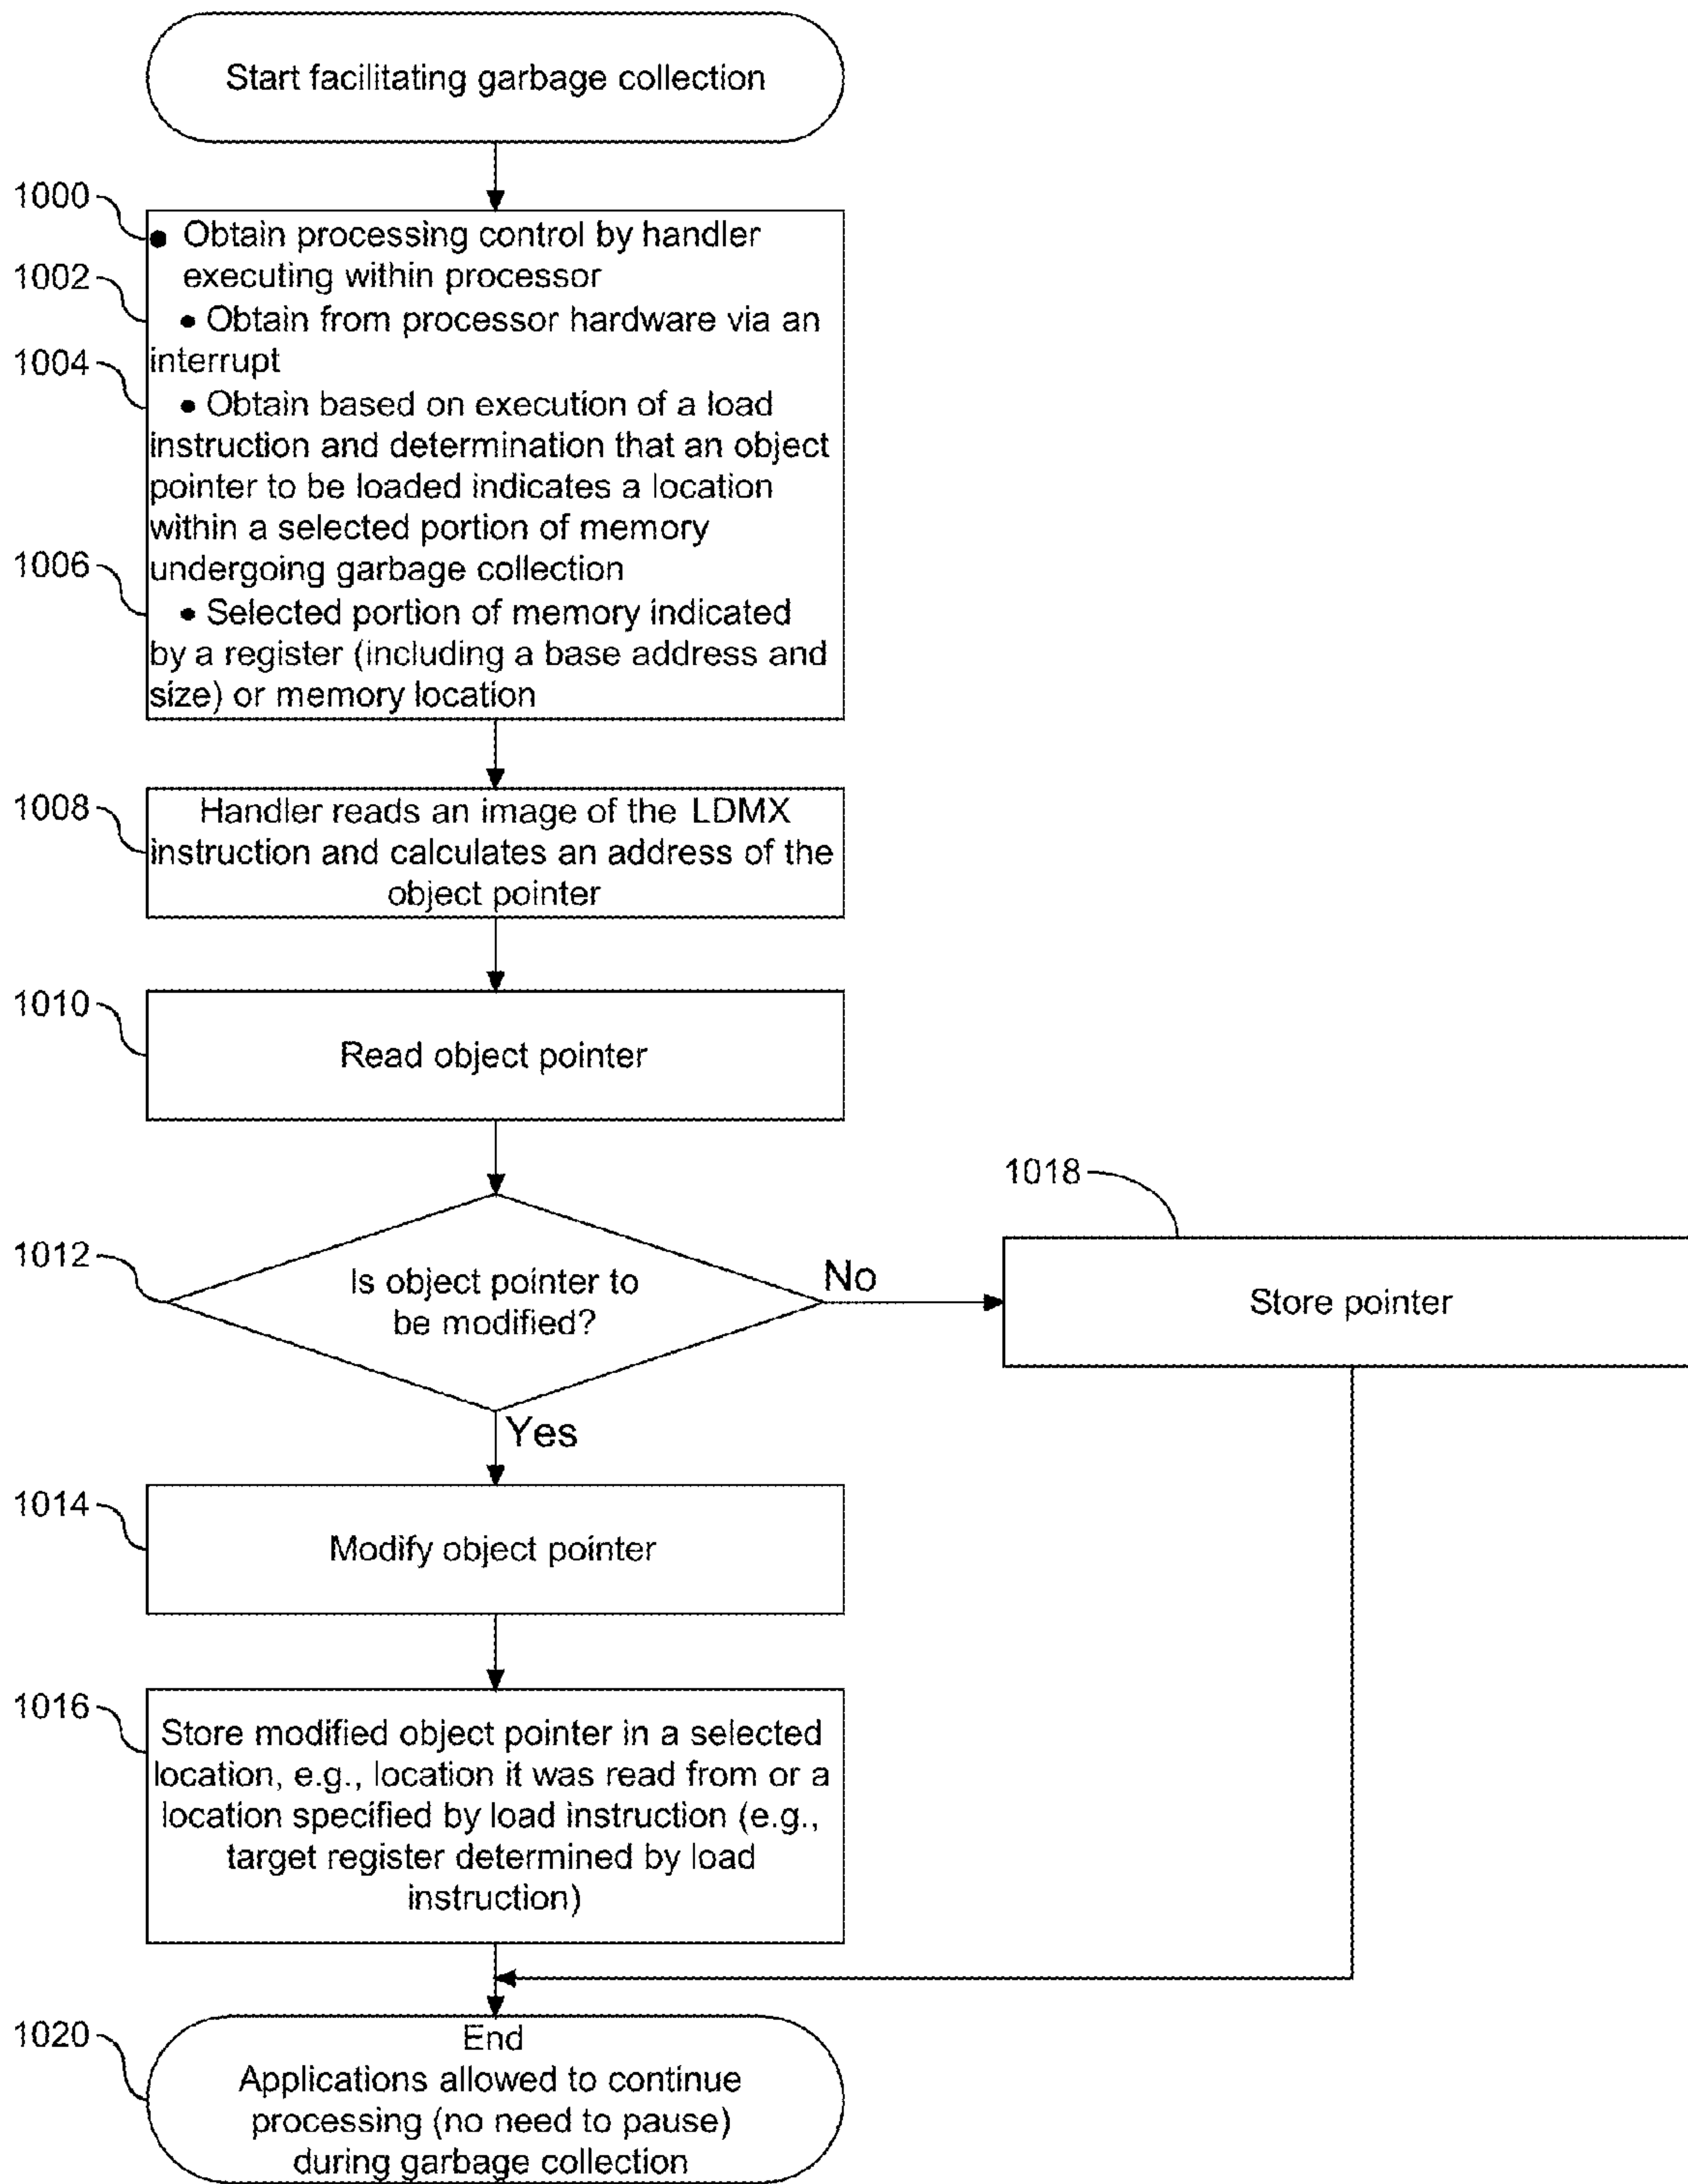 Start facilitating garbage collection
1000
• Obtain processing control by handler
executing within processor
1002
• Obtain from processor hardware via an
interrupt
1004
• Obtain based on execution of a load
instruction and determination that an object
pointer to be loaded indicates a location
within a selected portion of memory
undergoing garbage collection
1006
• Selected portion of memory indicated
by a register (including a base address and
size) or memory location
1008
Handler reads an image of the LDMX
instruction and calculates an address of the
object pointer
1010
Read object pointer
1012
Is object pointer to
be modified?
No
1018
Store pointer
Yes
1014
Modify object pointer
1016
Store modified object pointer in a selected
location, e.g., location it was read from or a
location specified by load instruction (e.g.,
target register determined by load
instruction)
1020
End
Applications allowed to continue
processing (no need to pause)
during garbage collection